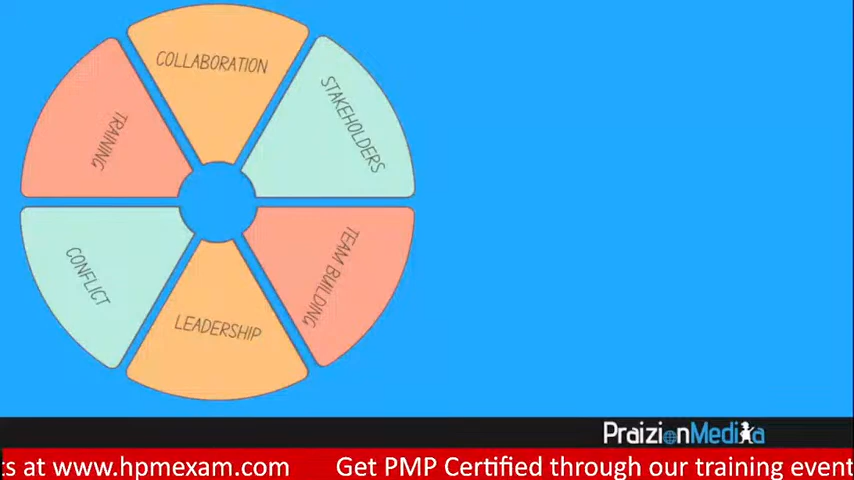 COLLABORATION
STAKEHOLDERS
TRAINING
TEAM BUILDING
CONFLICT
LEADERSHIP
PraizionMedia
ts at www.hpmexam.com Get PMP Certified through our training event